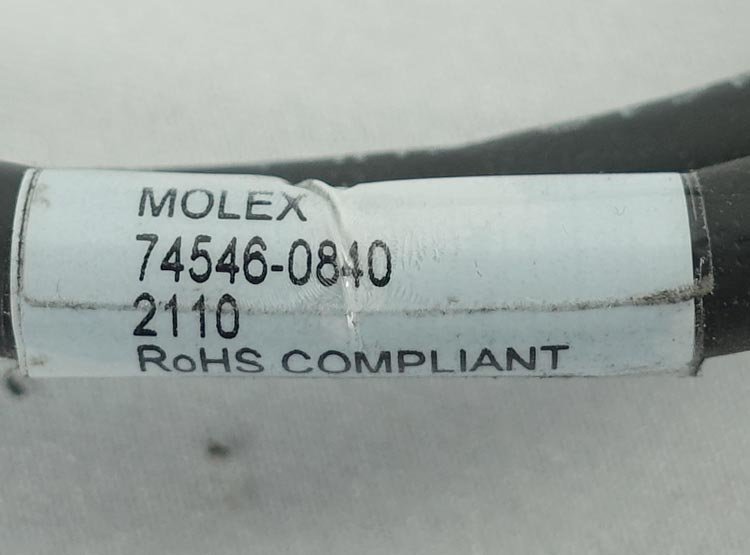 MOLEX
74546-0840
2110
RoHS COMPLIANT